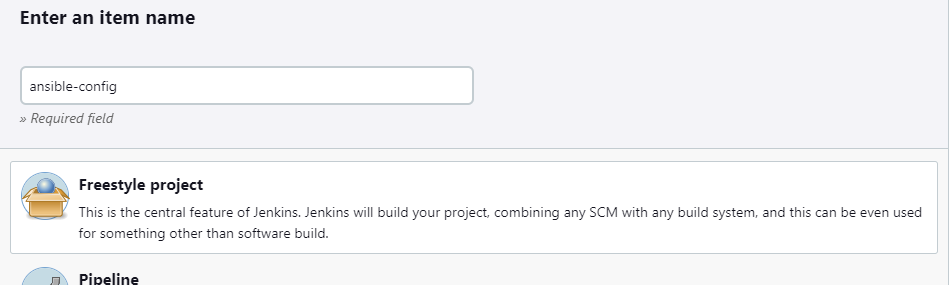 Enter an item name
ansible-config
» Required field
Freestyle project
This is the central feature of Jenkins. Jenkins will build your project, combining any SCM with any build system, and this can be even used
for something other than software build.
Pipeline